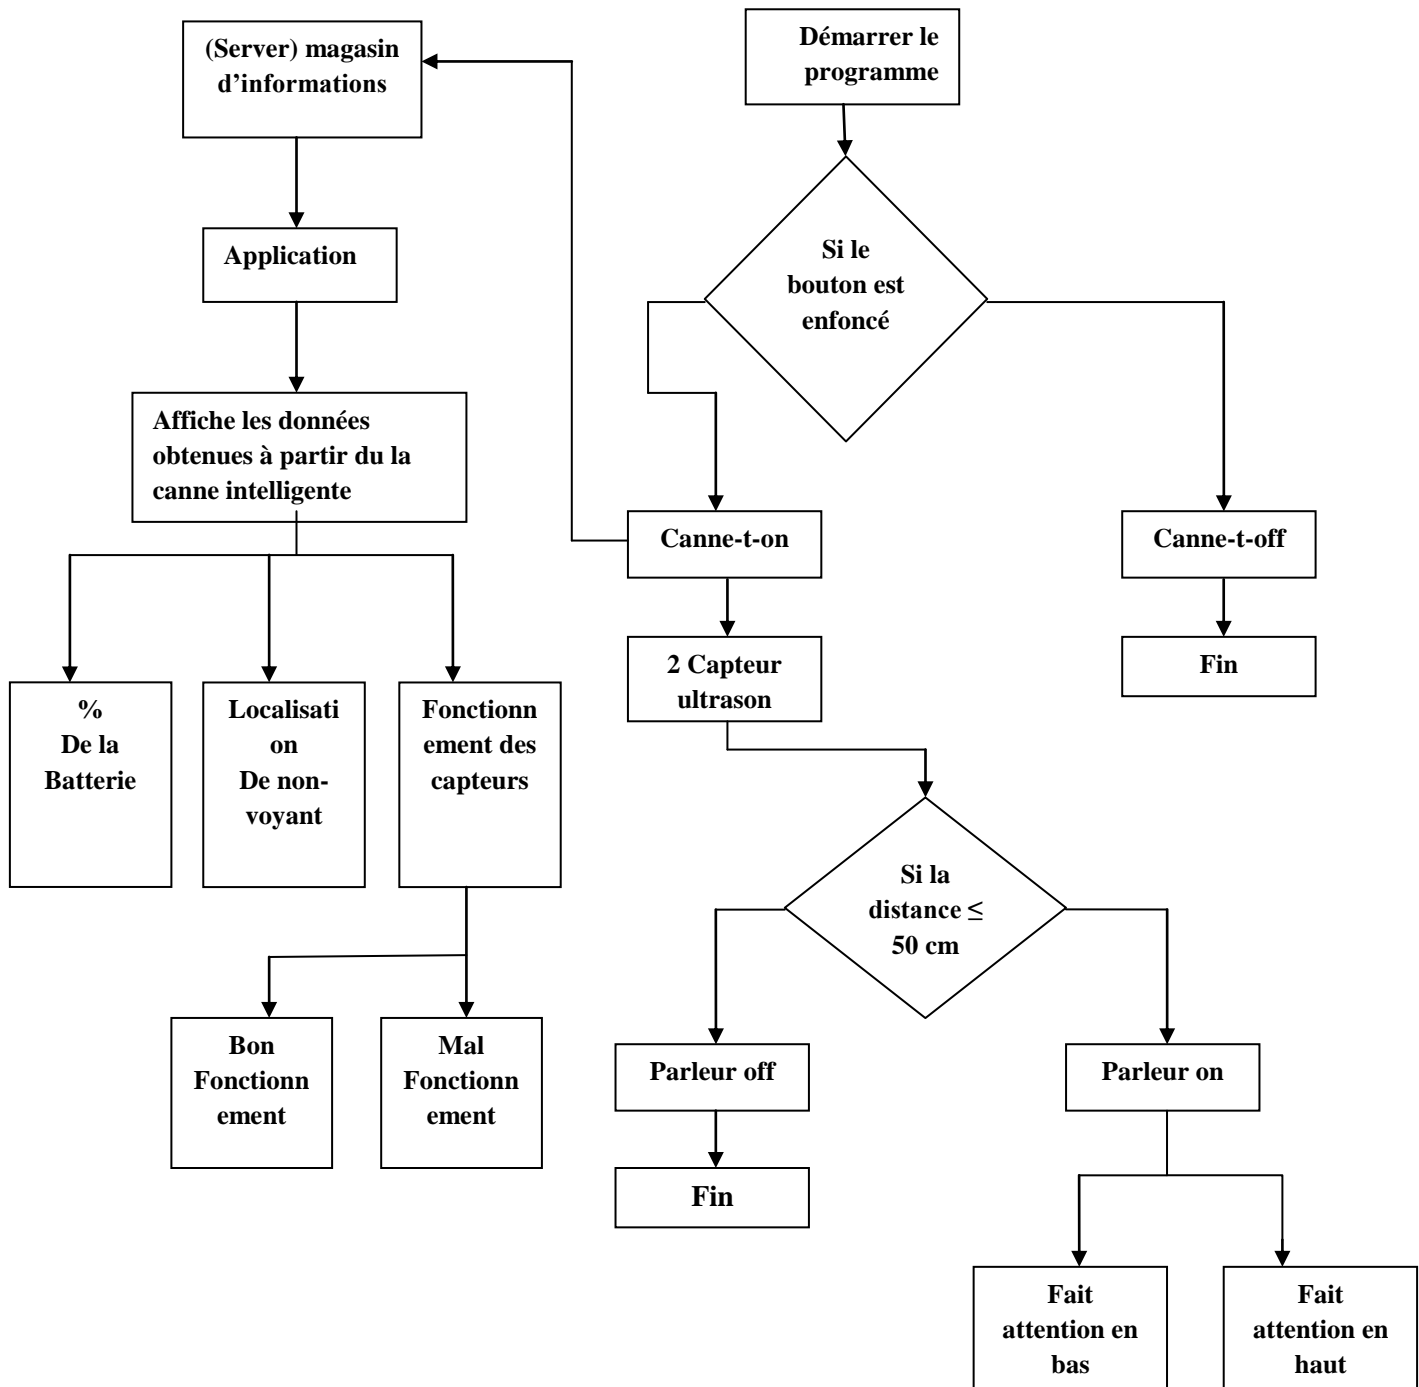 (Server) magasin
d’informations
Démarrer le
programme
Application
Si le
bouton est
enfoncé
Affiche les données
obtenues à partir du la
canne intelligente
Canne-t-on
Canne-t-off
2 Capteur
ultrason
Fin
%
De la
Batterie
Localisati
on
De non-
voyant
Fonctionn
ement des
capteurs
Si la
distance ≤
50 cm
Bon
Fonctionn
ement
Mal
Fonctionn
ement
Parleur off
Parleur on
Fin
Fait
attention en
bas
Fait
attention en
haut